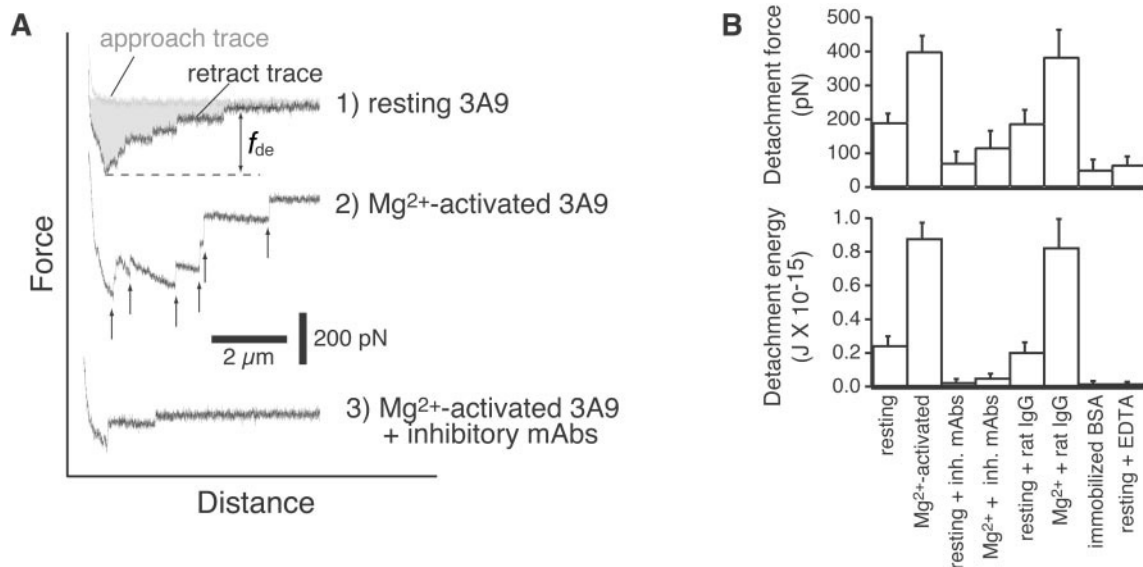 A
approach trace
retract trace
1) resting 3A9
fde
2) Mg2+-activated 3A9
Force
200 pN
2 μm
3) Mg2+-activated 3A9
+ inhibitory mAbs
Distance
B
Detachment force
(pN)
500
400
300
200
100
0
Detachment energy
(J X 10-15)
1.0
0.8
0.6
0.4
0.2
0.0
resting
Mg2+-activated
resting + inh. mAbs
Mg2+ + inh. mAbs
resting + rat IgG
Mg2+ + rat IgG
immobilized BSA
resting + EDTA